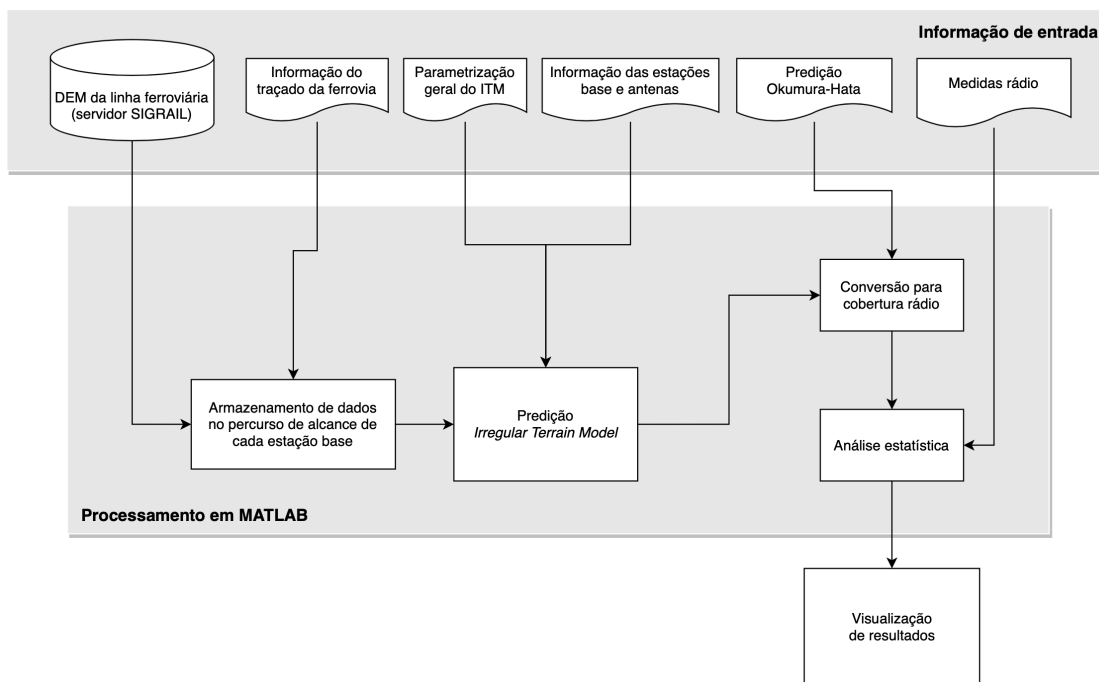 Informação de entrada
DEM da linha ferroviária
(servidor SIGRAIL)
Informação do
traçado da ferrovia
Parametrização
geral do ITM
Informação das estações
base e antenas
Predição
Okumura-Hata
Medidas rádio
Conversão para
cobertura rádio
Armazenamento de dados
no percurso de alcance de
cada estação base
Predição
Irregular Terrain Model
Análise estatística
Processamento em MATLAB
Visualização
de resultados